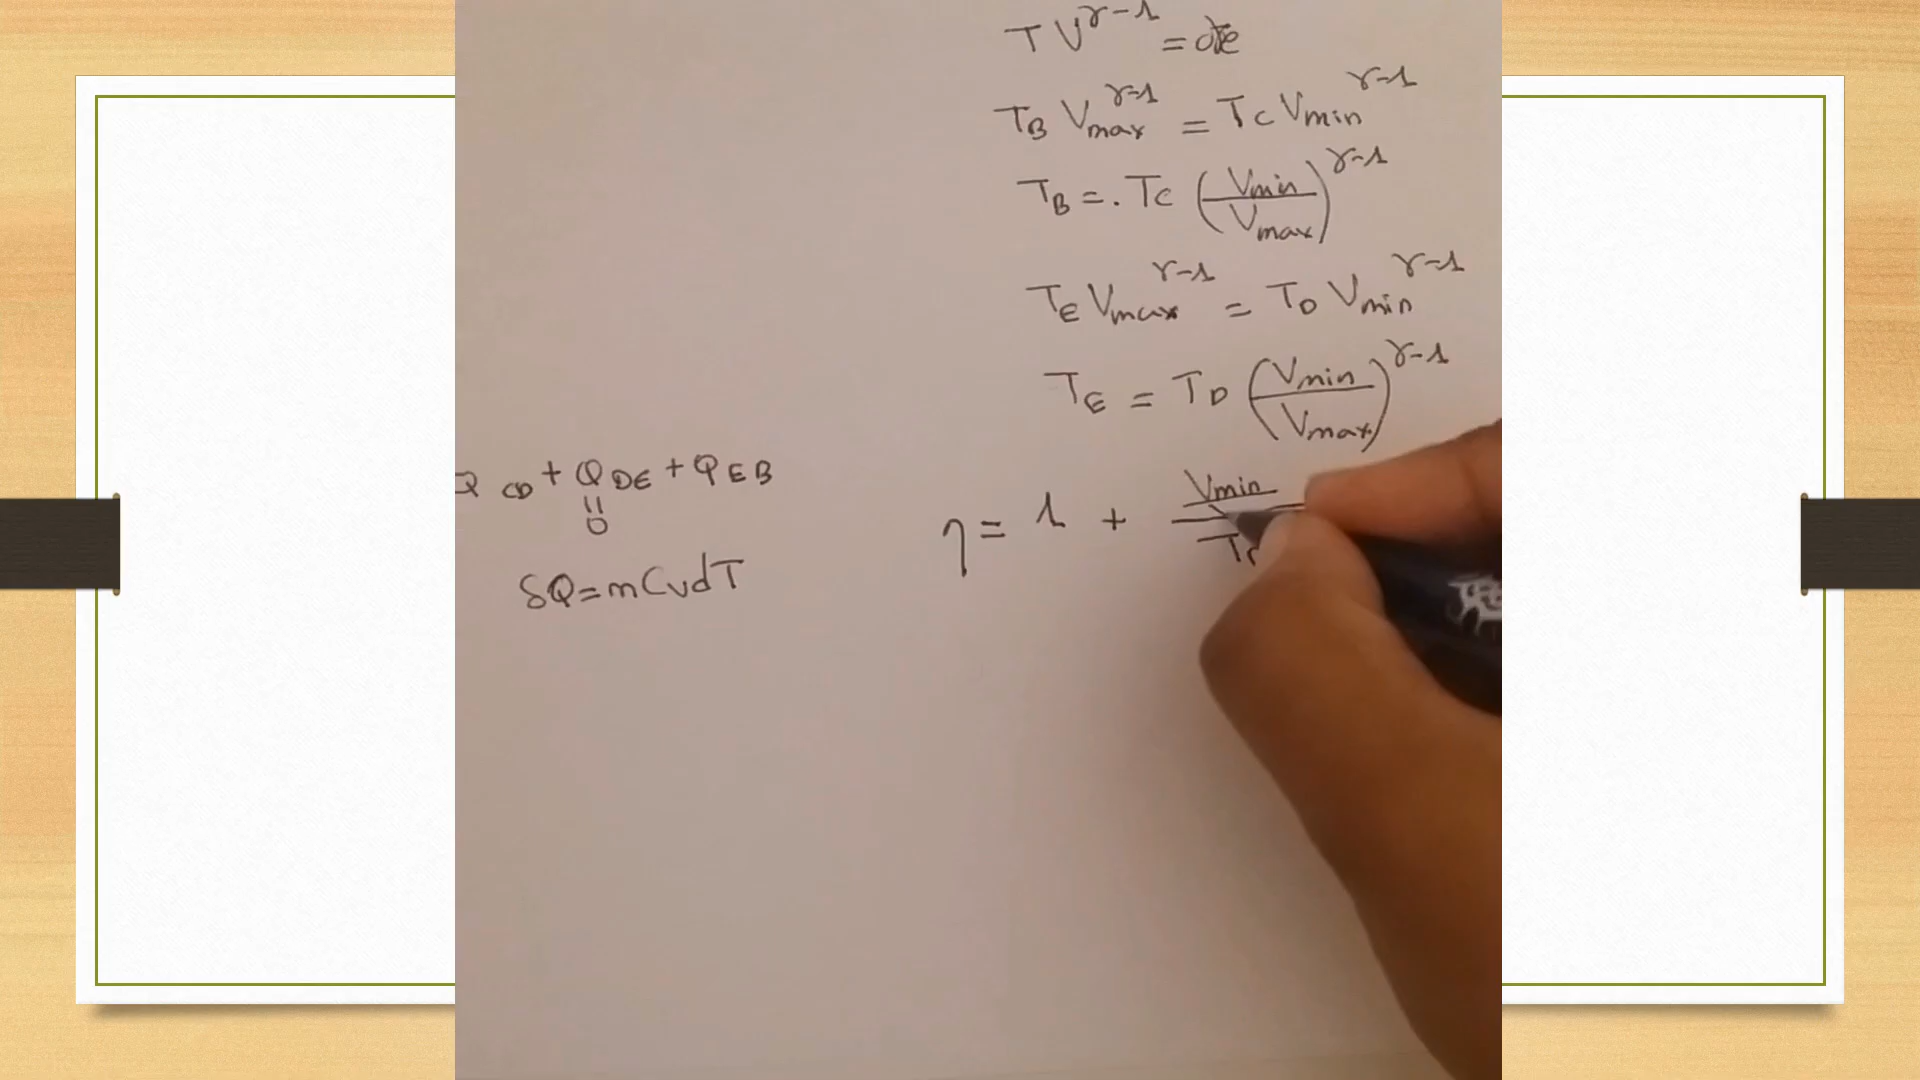 T V^γ-1 = cte
T_B V_max^γ-1 = T_C V_min^γ-1
T_B = . T_C (V_min/V_max)^γ-1
T_E V_max^γ-1 = T_D V_min^γ-1
T_E = T_D (V_min/V_max)^γ-1
Q_CD + Q_DE + Q_EB
=
0
η = 1 + V_min
δQ = m Cv dT